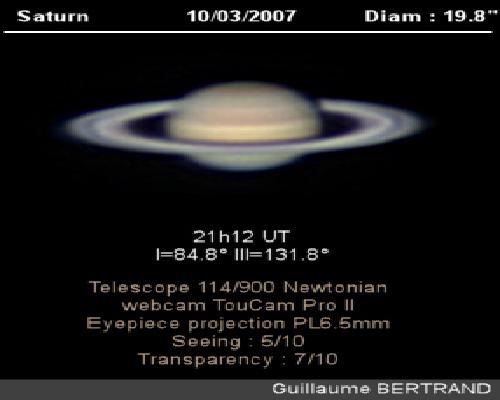 Saturn 10/03/2007 Diam : 19.8"
21h12 UT
I=84.8° III=131.8°
Telescope 114/900 Newtonian
webcam TouCam Pro II
Eyepiece projection PL6.5mm
Seeing : 5/10
Transparency : 7/10
Guillaume BERTRAND